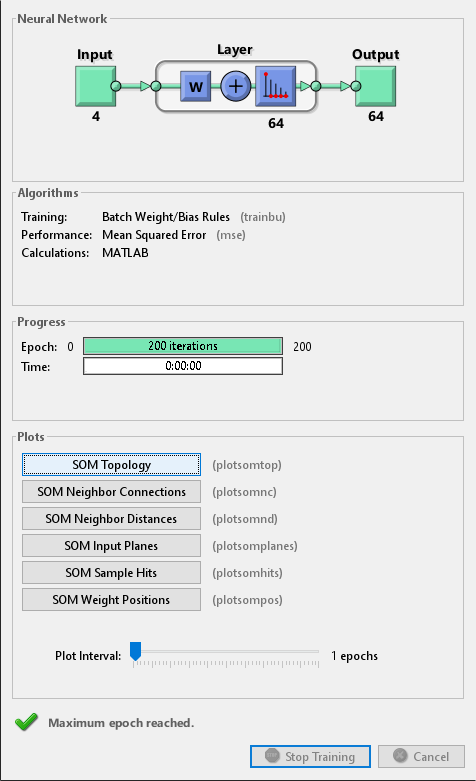 Neural Network
Input Layer Output
W +
4 64 64
Algorithms
Training: Batch Weight/Bias Rules (trainbu)
Performance: Mean Squared Error (mse)
Calculations: MATLAB
Progress
Epoch: 0 200 iterations 200
Time: 0:00:00
Plots
SOM Topology (plotsomtop)
SOM Neighbor Connections (plotsomnc)
SOM Neighbor Distances (plotsomnd)
SOM Input Planes (plotsomplanes)
SOM Sample Hits (plotsomhits)
SOM Weight Positions (plotsompos)
Plot Interval: 1 epochs
Maximum epoch reached.
Stop Training Cancel